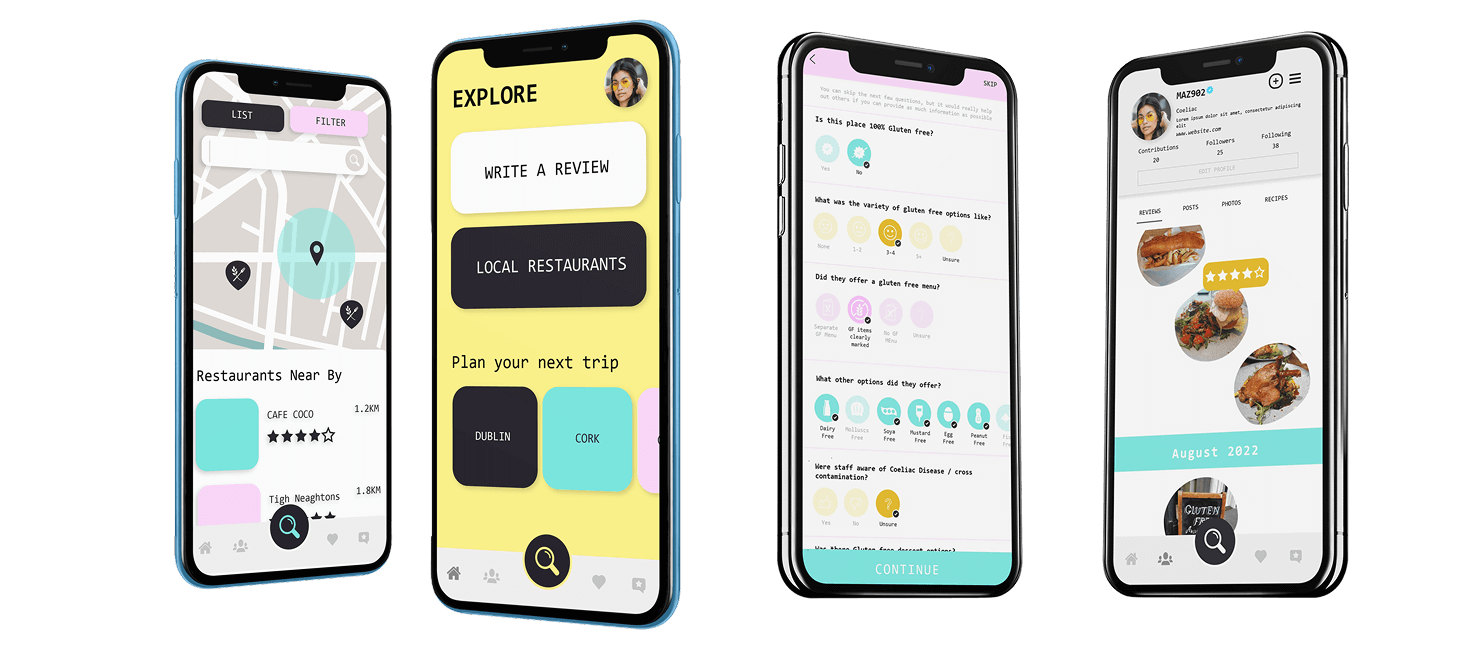 LIST
FILTER
Restaurants Near By
CAFE COCO
1.2KM
Tigh Neaghtons
1.8KM
EXPLORE
WRITE A REVIEW
LOCAL RESTAURANTS
Plan your next trip
DUBLIN
CORK
SKIP
You can skip the next few questions, but it would really help
out others if you can provide as much information as possible
Is this place 100% Gluten free?
Yes
No
What was the variety of gluten free options like?
None
1-2
3-4
5+
Unsure
Did they offer a gluten free menu?
Separate
GF Menu
GF items
clearly
marked
No GF
MEnu
Unsure
What other options did they offer?
Dairy
Free
Molluscs
Free
Soya
Free
Mustard
Free
Egg
Free
Peanut
Free
Were staff aware of Coeliac Disease / cross
contamination?
Yes
No
Unsure
Was there Gluten free dessert options?
CONTINUE
MAZ902
Coeliac
Lorem ipsum dolor sit amet, consectetur adipiscing
elit
www.website.com
Contributions
20
Followers
25
Following
38
EDIT PROFILE
REVIEWS
POSTS
PHOTOS
RECIPES
August 2022
GLUTEN
FREE